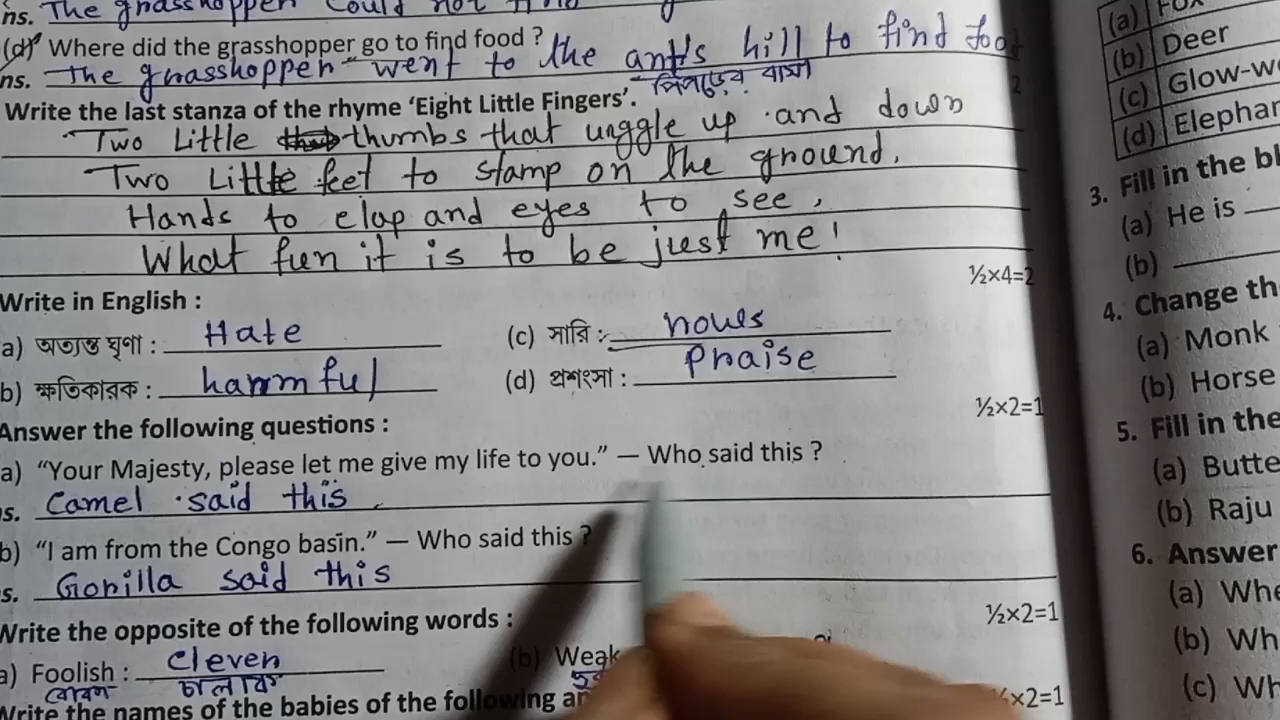 ns. The grasshopper could not find
(d) Where did the grasshopper go to find food ?
ns. The grasshopper went to the ant's hill to find food
পিঁপড়ের বাসা
2
Write the last stanza of the rhyme ‘Eight Little Fingers’.
Two Little thumbs that uggle up and down
Two Little feet to stamp on the ground.
Hands to clap and eyes to see,
What fun it is to be just me!
½×4=2
Write in English :
a) অত্যন্ত ঘৃণা : Hate (c) সারি : rows
b) ক্ষতিকারক : harmful (d) প্রশংসা : Praise
½×2=1
Answer the following questions :
a) “Your Majesty, please let me give my life to you.” — Who said this ?
s. Camel said this
b) “I am from the Congo basin.” — Who said this ?
s. Gorilla said this
½×2=1
Write the opposite of the following words :
a) Foolish : Clever (b) Weak
বোকা চালাক
Write the names of the babies of the following an ×2=1
(a) Fox
(b) Deer
(c) Glow-w
(d) Elephan
3. Fill in the bl
(a) He is
(b)
4. Change th
(a) Monk
(b) Horse
5. Fill in the
(a) Butte
(b) Raju
6. Answer
(a) Whe
(b) Wh
(c) Wh